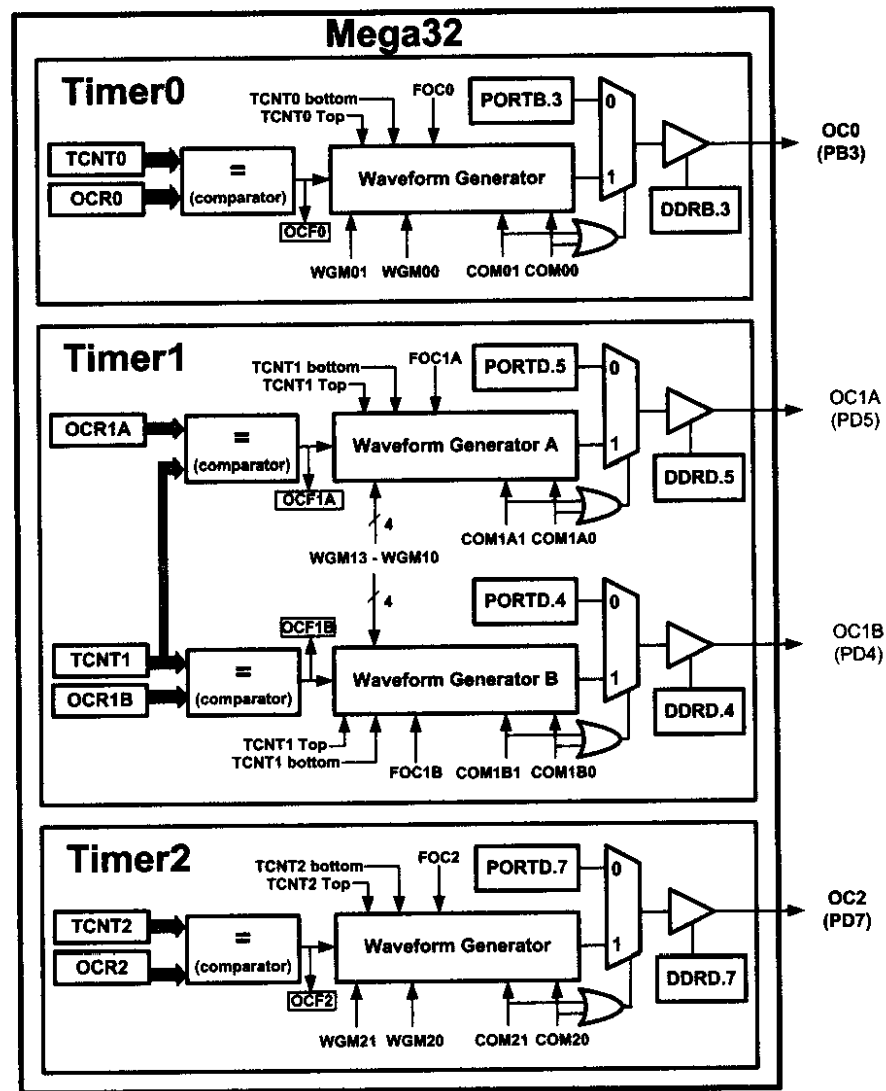 Mega32
Timer0
TCNT0 bottom
TCNT0 Top
FOC0
PORTB.3
0
OC0
(PB3)
TCNT0
OCR0
=
(comparator)
Waveform Generator
1
OCF0
DDRB.3
WGM01
WGM00
COM01
COM00
Timer1
TCNT1 bottom
TCNT1 Top
FOC1A
PORTD.5
0
OC1A
(PD5)
OCR1A
=
(comparator)
Waveform Generator A
1
OCF1A
DDRD.5
4
COM1A1
COM1A0
WGM13 - WGM10
4
PORTD.4
0
OCF1B
OC1B
(PD4)
TCNT1
OCR1B
=
(comparator)
Waveform Generator B
1
DDRD.4
TCNT1 Top
TCNT1 bottom
FOC1B
COM1B1
COM1B0
Timer2
TCNT2 bottom
TCNT2 Top
FOC2
PORTD.7
0
OC2
(PD7)
TCNT2
OCR2
=
(comparator)
Waveform Generator
1
OCF2
DDRD.7
WGM21
WGM20
COM21
COM20